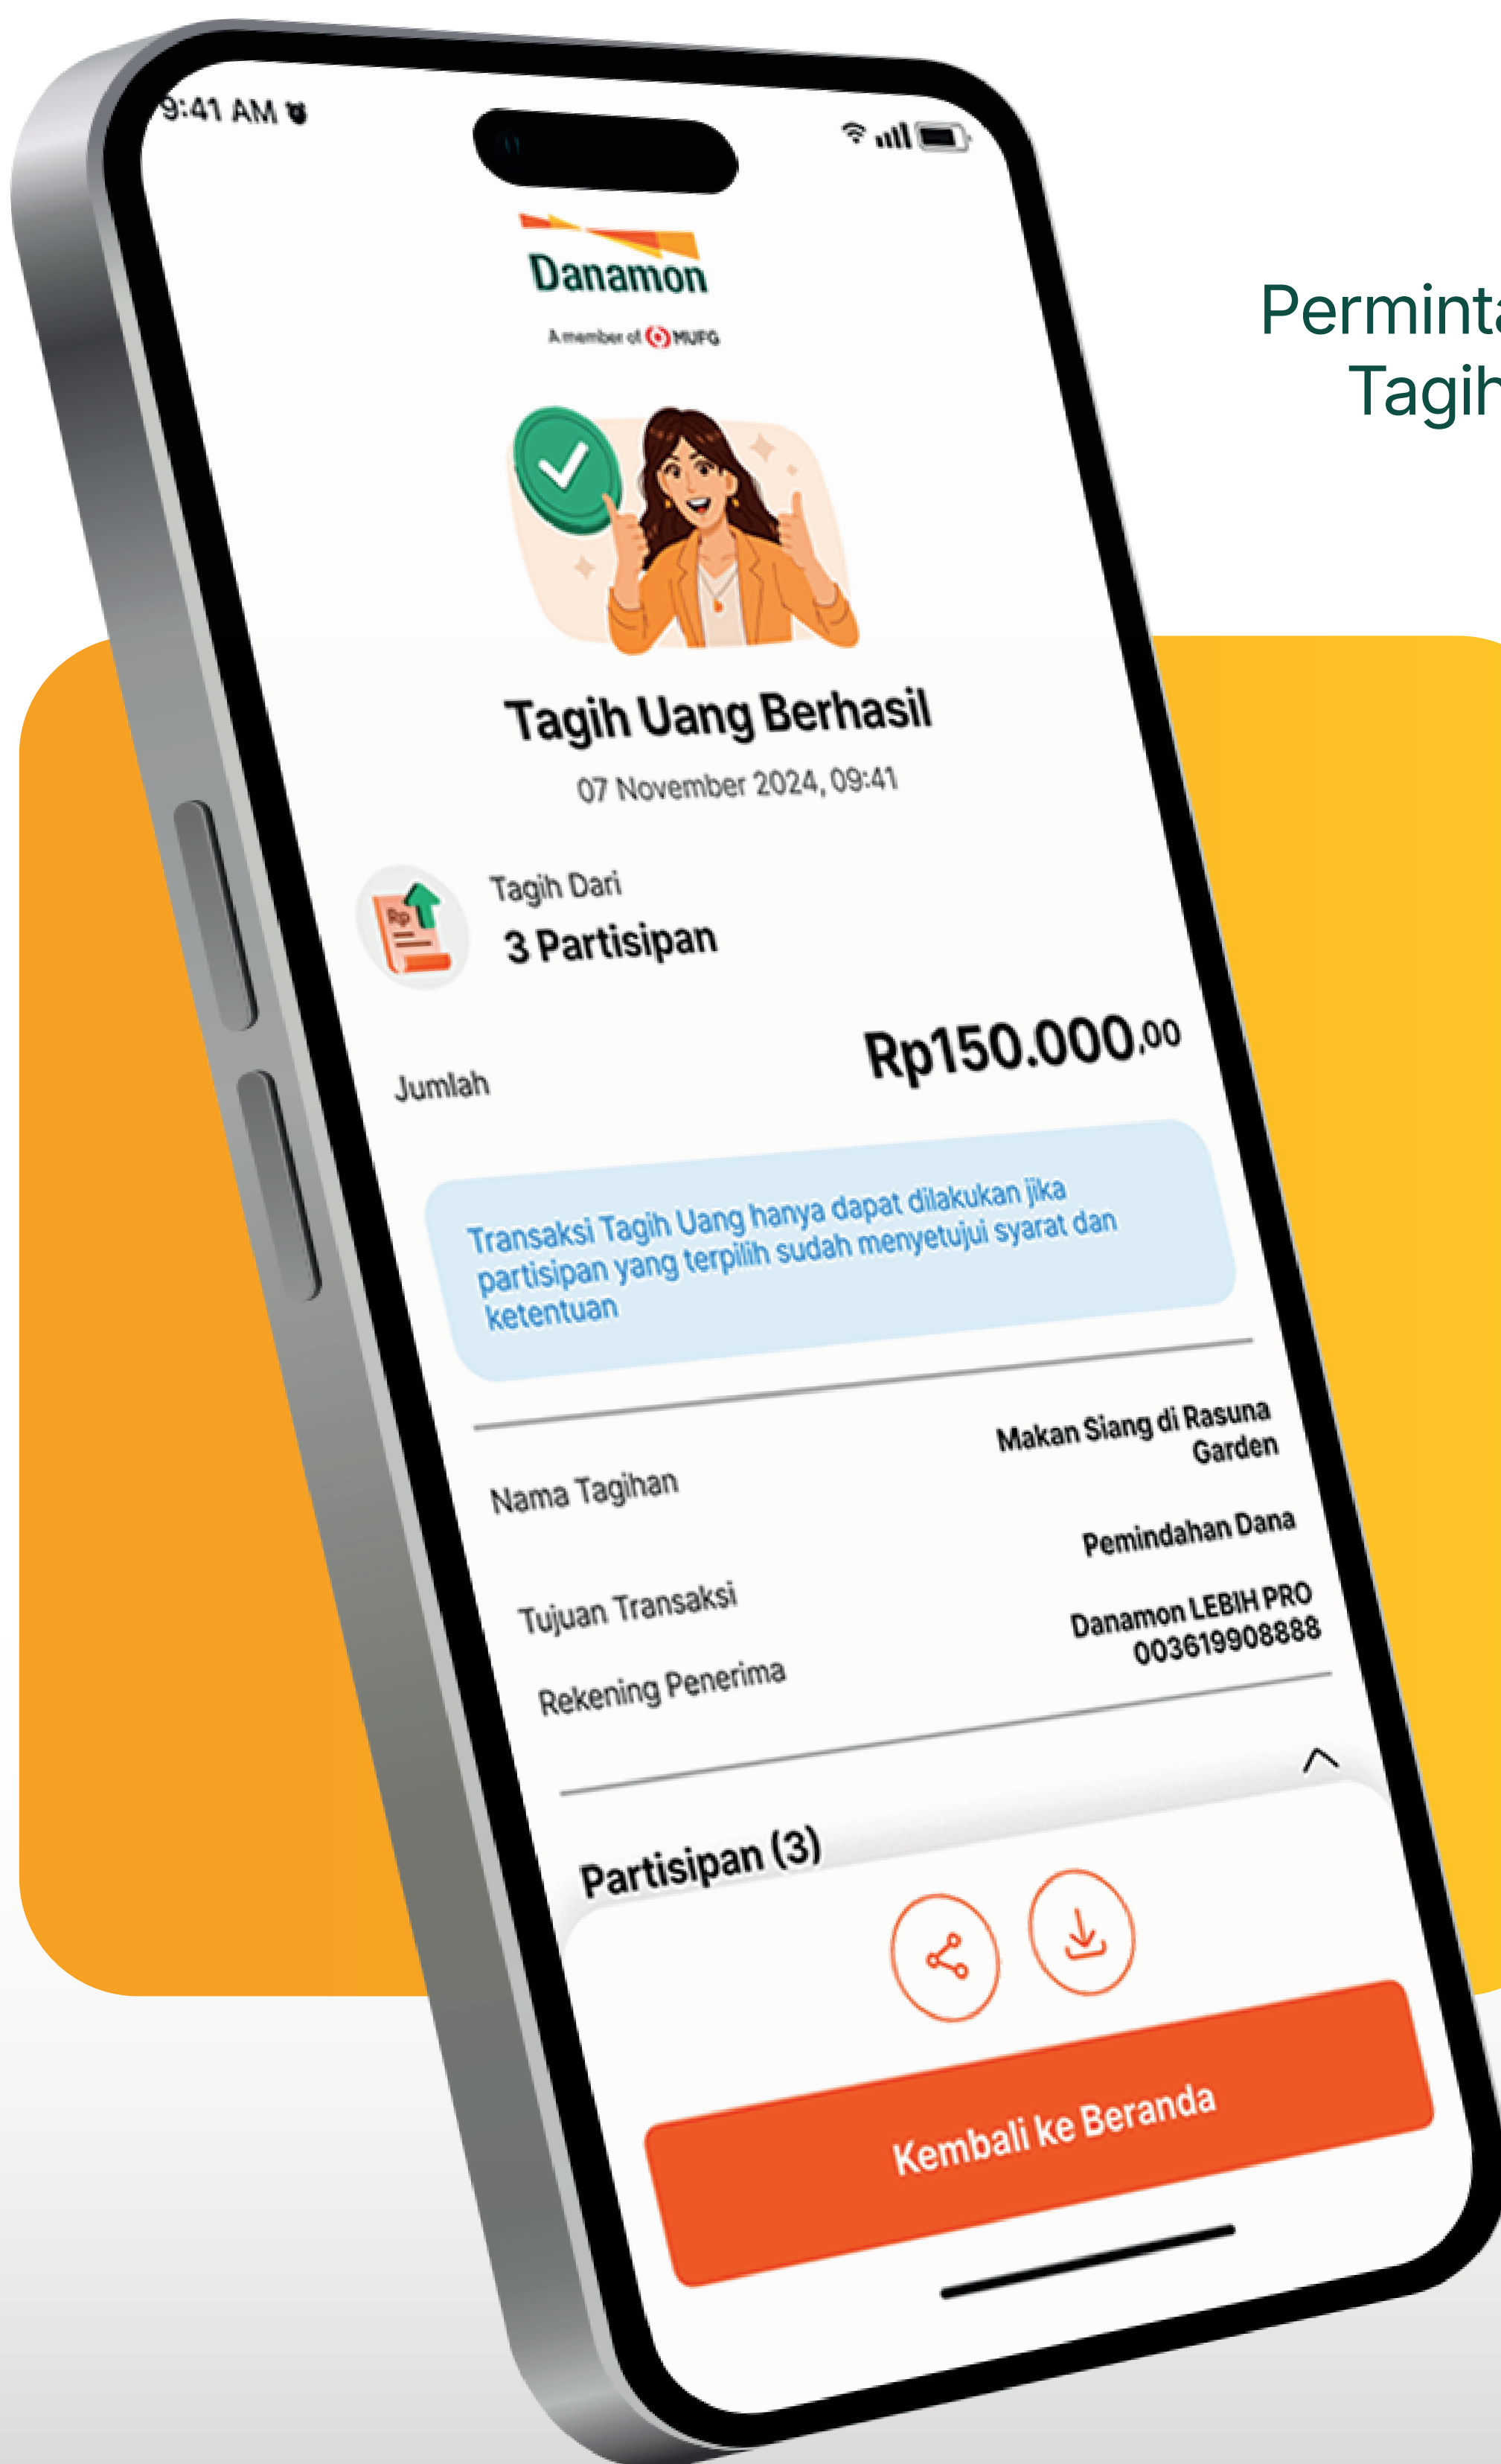 9:41 AM
Danamon
A member of MUFG
Tagih Uang Berhasil
07 November 2024, 09:41
Rp
Tagih Dari
3 Partisipan
Jumlah
Rp150.000,00
Transaksi Tagih Uang hanya dapat dilakukan jika
partisipan yang terpilih sudah menyetujui syarat dan
ketentuan
Nama Tagihan
Makan Siang di Rasuna
Garden
Tujuan Transaksi
Pemindahan Dana
Rekening Penerima
Danamon LEBIH PRO
003619908888
Partisipan (3)
Kembali ke Beranda